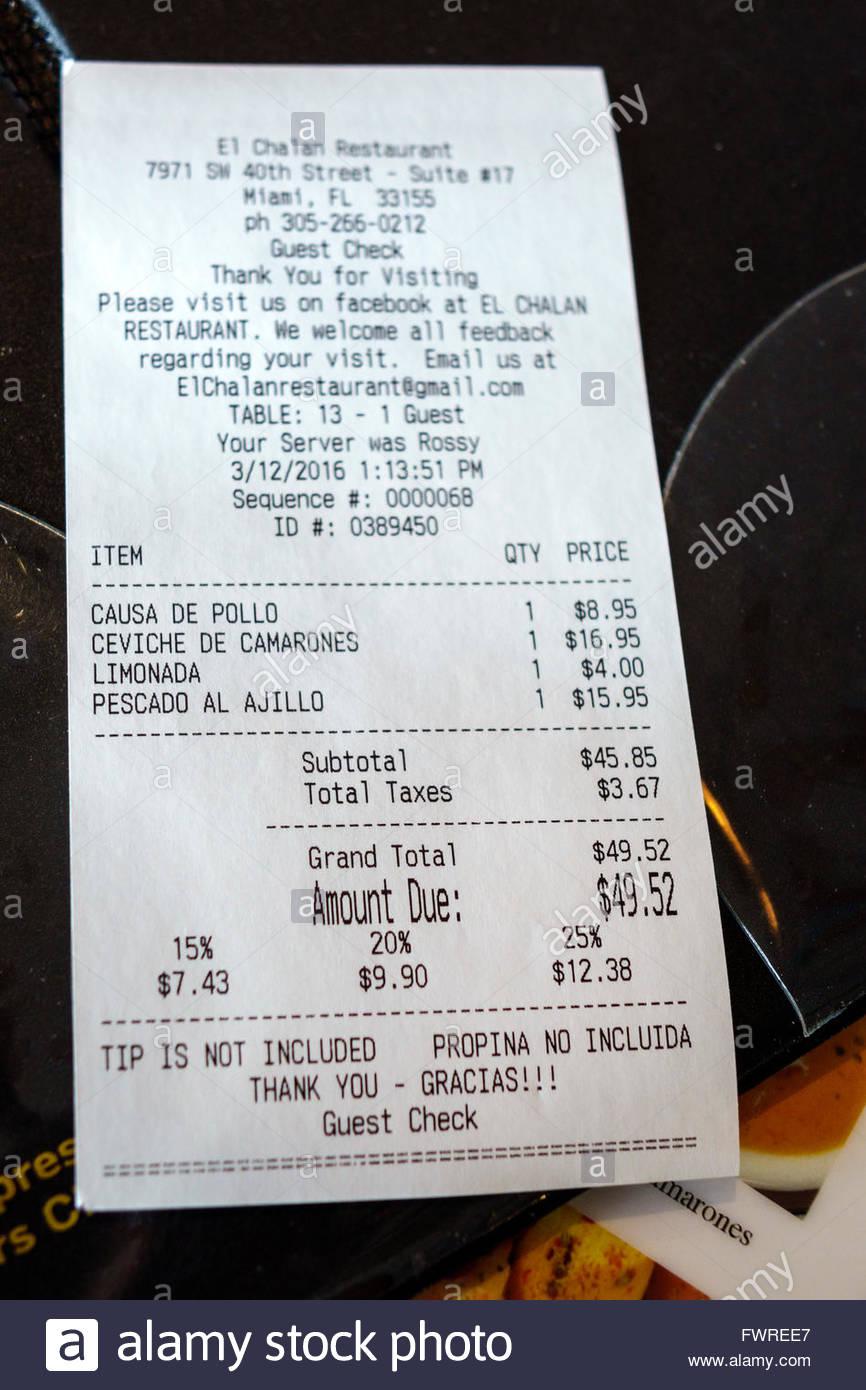 El Chalan Restaurant
7971 SW 40th Street - Suite #17
Miami, FL  33155
ph 305-266-0212
Guest Check
Thank You for Visiting
Please visit us on facebook at EL CHALAN
RESTAURANT. We welcome all feedback
regarding your visit.  Email us at
ElChalanrestaurant@gmail.com
TABLE: 13 - 1 Guest
Your Server was Rossy
3/12/2016 1:13:51 PM
Sequence #: 0000068
ID #: 0389450
ITEM QTY PRICE
CAUSA DE POLLO 1 $8.95
CEVICHE DE CAMARONES 1 $16.95
LIMONADA 1 $4.00
PESCADO AL AJILLO 1 $15.95
Subtotal $45.85
Total Taxes $3.67
Grand Total $49.52
Amount Due: $49.52
15% 20% 25%
$7.43 $9.90 $12.38
TIP IS NOT INCLUDED PROPINA NO INCLUIDA
THANK YOU - GRACIAS!!!
Guest Check
alamy
alamy
alamy
alamy
alamy
a alamy stock photo
FWREE7
www.alamy.com